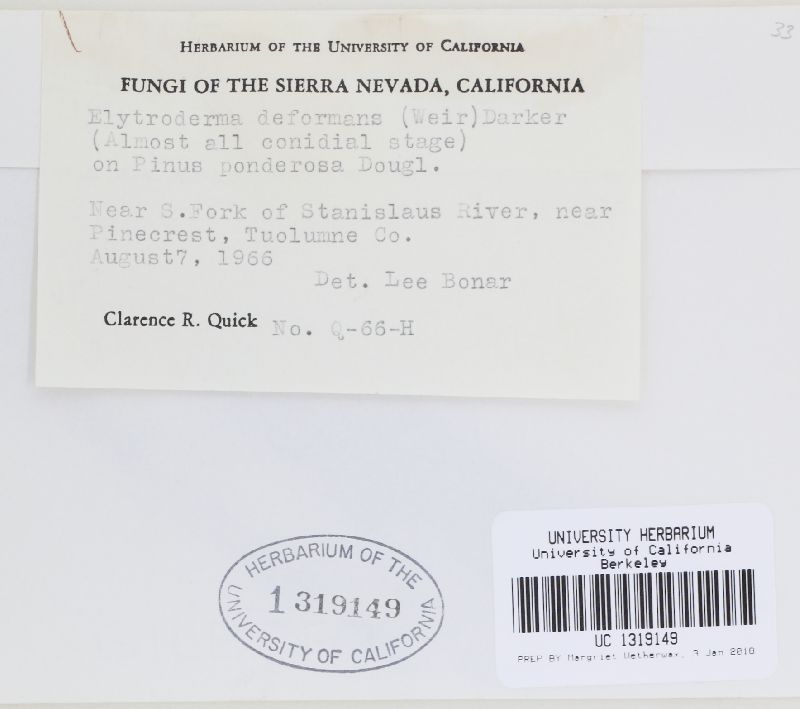 33
HERBARIUM OF THE UNIVERSITY OF CALIFORNIA
FUNGI OF THE SIERRA NEVADA, CALIFORNIA
Elytroderma deformans (Weir)Darker
(Almost all conidial stage)
on Pinus ponderosa Dougl.
Near S.Fork of Stanislaus River, near
Pinecrest, Tuolumne Co.
August7, 1966
Det. Lee Bonar
Clarence R. Quick No. Q-66-H
HERBARIUM OF THE
1319149
UNIVERSITY OF CALIFORNIA
UNIVERSITY HERBARIUM
University of California
Berkeley
UC 1319149
PREP BY Margriet Wetherwax, 3 Jan 2010